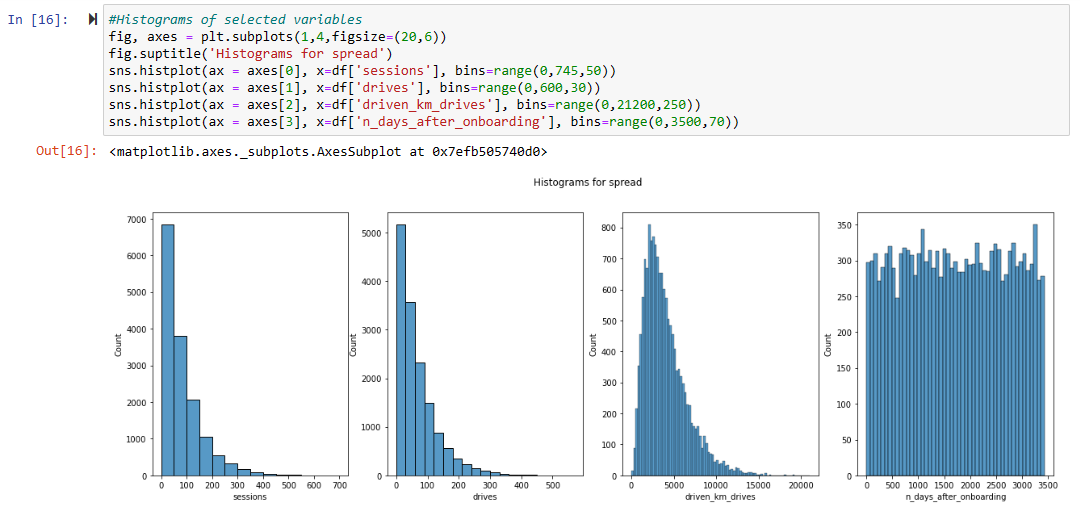 In [16]:
#Histograms of selected variables
fig, axes = plt.subplots(1,4,figsize=(20,6))
fig.suptitle('Histograms for spread')
sns.histplot(ax = axes[0], x=df['sessions'], bins=range(0,745,50))
sns.histplot(ax = axes[1], x=df['drives'], bins=range(0,600,30))
sns.histplot(ax = axes[2], x=df['driven_km_drives'], bins=range(0,21200,250))
sns.histplot(ax = axes[3], x=df['n_days_after_onboarding'], bins=range(0,3500,70))
Out[16]: <matplotlib.axes._subplots.AxesSubplot at 0x7efb505740d0>
Histograms for spread
7000
6000
5000
4000
3000
2000
1000
0
Count
0 100 200 300 400 500 600 700
sessions
5000
4000
3000
2000
1000
0
Count
0 100 200 300 400 500
drives
800
700
600
500
400
300
200
100
0
Count
0 5000 10000 15000 20000
driven_km_drives
350
300
250
200
150
100
50
0
Count
0 500 1000 1500 2000 2500 3000 3500
n_days_after_onboarding